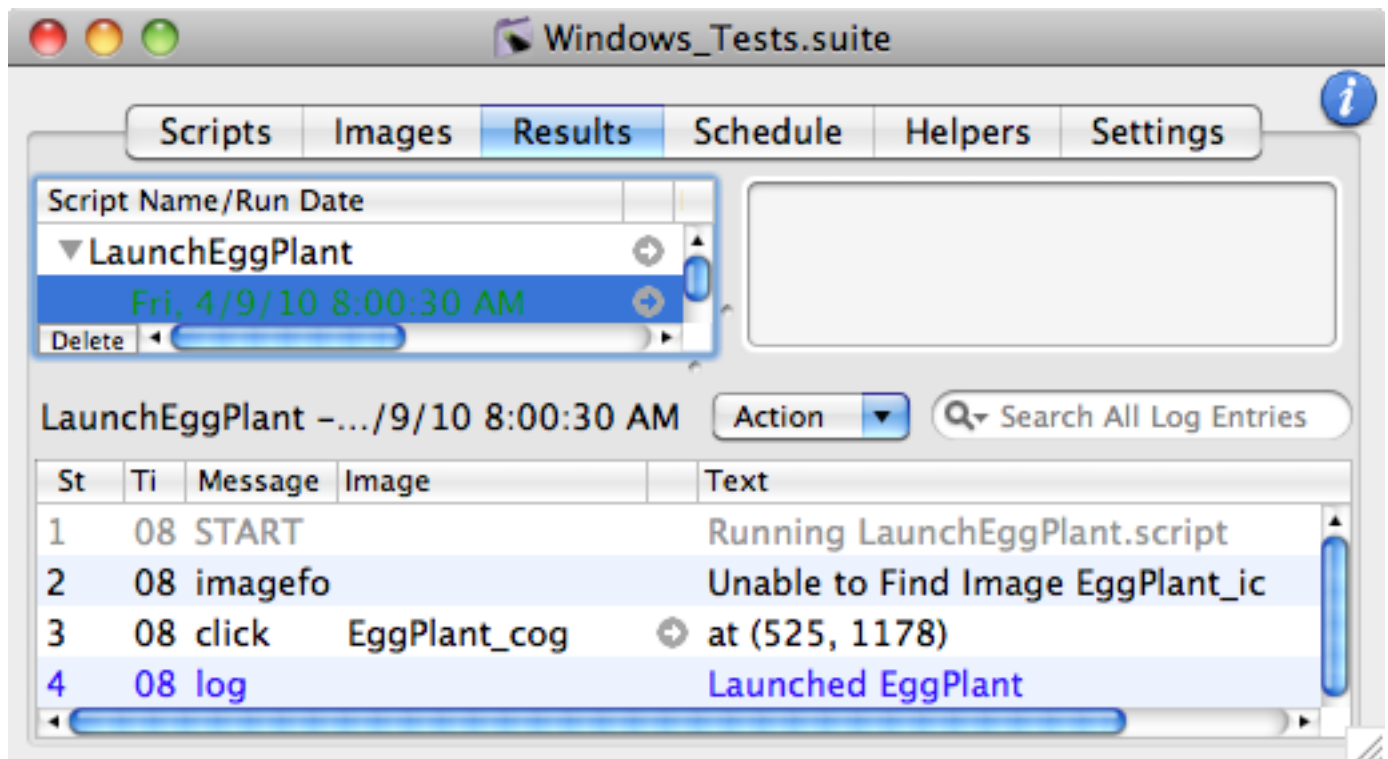 Windows_Tests.suite
Scripts Images Results Schedule Helpers Settings
Script Name/Run Date
LaunchEggPlant
Fri, 4/9/10 8:00:30 AM
Delete
LaunchEggPlant –.../9/10 8:00:30 AM Action Search All Log Entries
St Ti Message Image Text
1 08 START Running LaunchEggPlant.script
2 08 imagefo Unable to Find Image EggPlant_ic
3 08 click EggPlant_cog at (525, 1178)
4 08 log Launched EggPlant